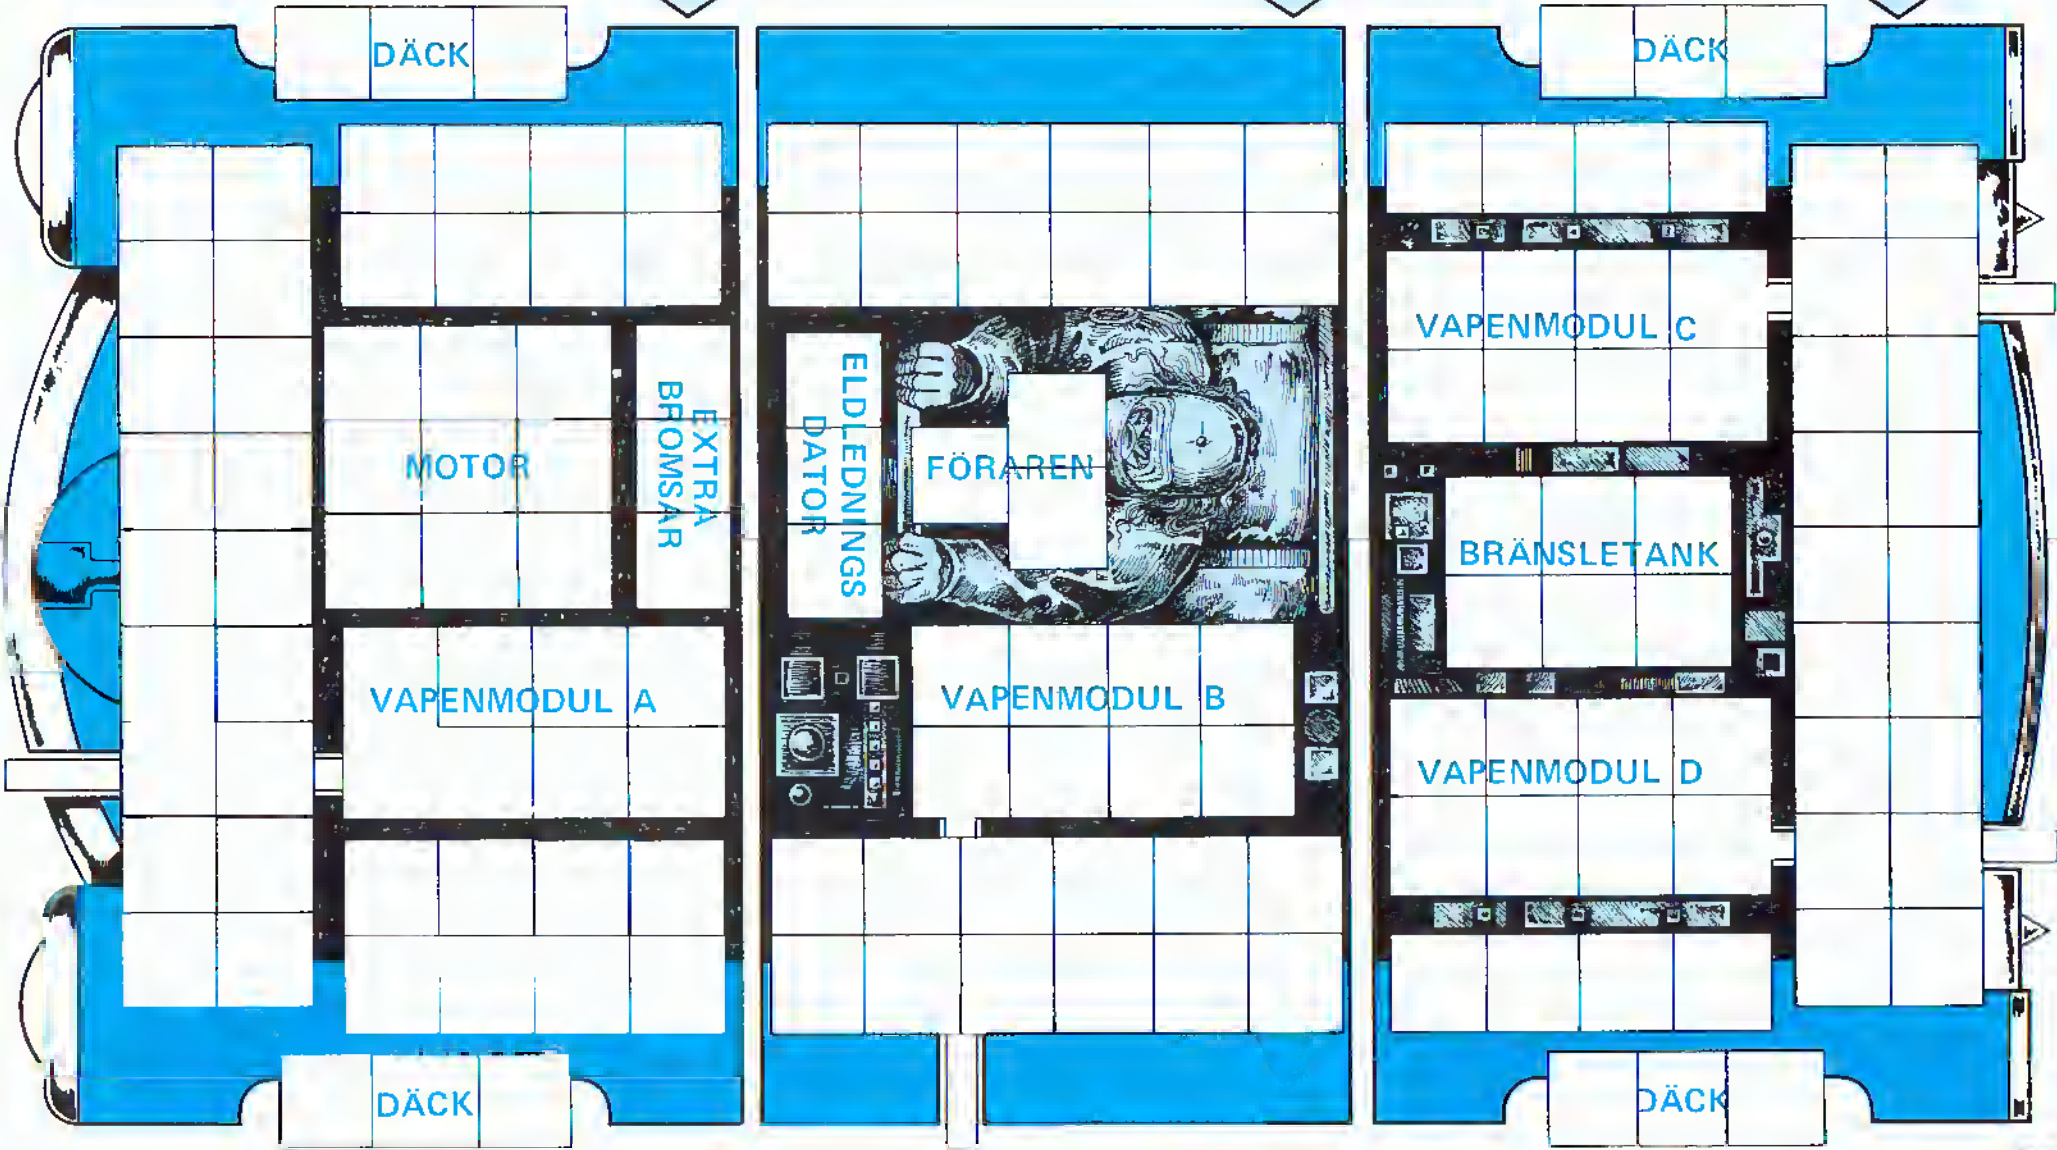 DÄCK
DÄCK
VAPENMODUL C
EXTRA
BROMSAR
ELDLEDNINGS
DATOR
MOTOR
FÖRAREN
BRÄNSLETANK
VAPENMODUL A
VAPENMODUL B
VAPENMODUL D
DÄCK
DÄCK